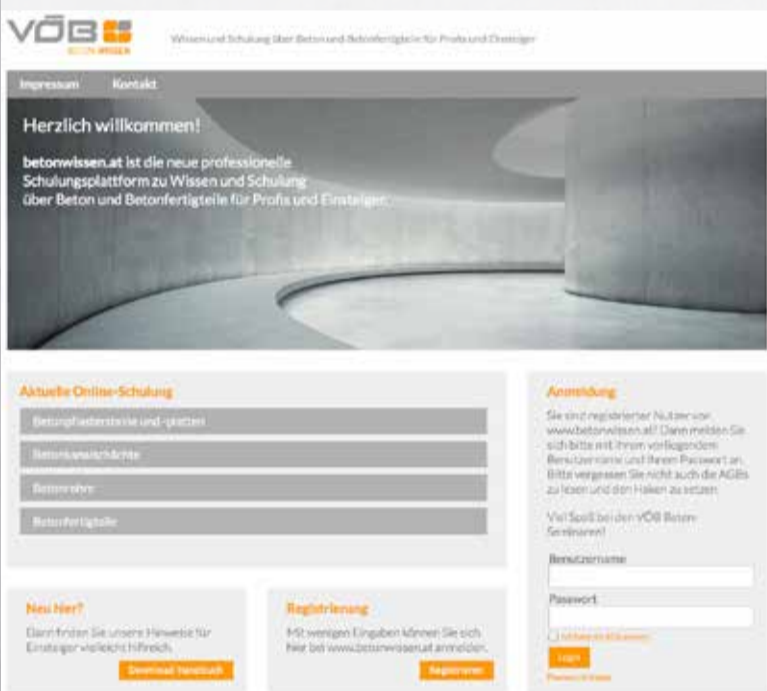 VÖB
BETON WISSEN
Wissen und Schulung über Beton und Betonfertigteile für Profis und Einsteiger
Impressum Kontakt
Herzlich willkommen!
betonwissen.at ist die neue professionelle
Schulungsplattform zu Wissen und Schulung
über Beton und Betonfertigteile für Profis und Einsteiger.
Aktuelle Online-Schulung
Betonpflastersteine und -platten
Betonkanalschächte
Betonrohre
Betonfertigteile
Neu hier?
Dann finden Sie unsere Hinweise für
Einsteiger vielleicht hilfreich.
Download Handbuch
Registrierung
Mit wenigen Eingaben können Sie sich
hier bei www.betonwissen.at anmelden.
Registrieren
Anmeldung
Sie sind registrierter Nutzer von
www.betonwissen.at? Dann melden Sie
sich bitte mit Ihrem vorliegendem
Benutzername und Ihrem Passwort an.
Bitte vergessen Sie nicht auch die AGBs
zu lesen und den Haken zu setzen.
Viel Spaß bei den VÖB Beton-
Seminaren!
Benutzername
Passwort
Login